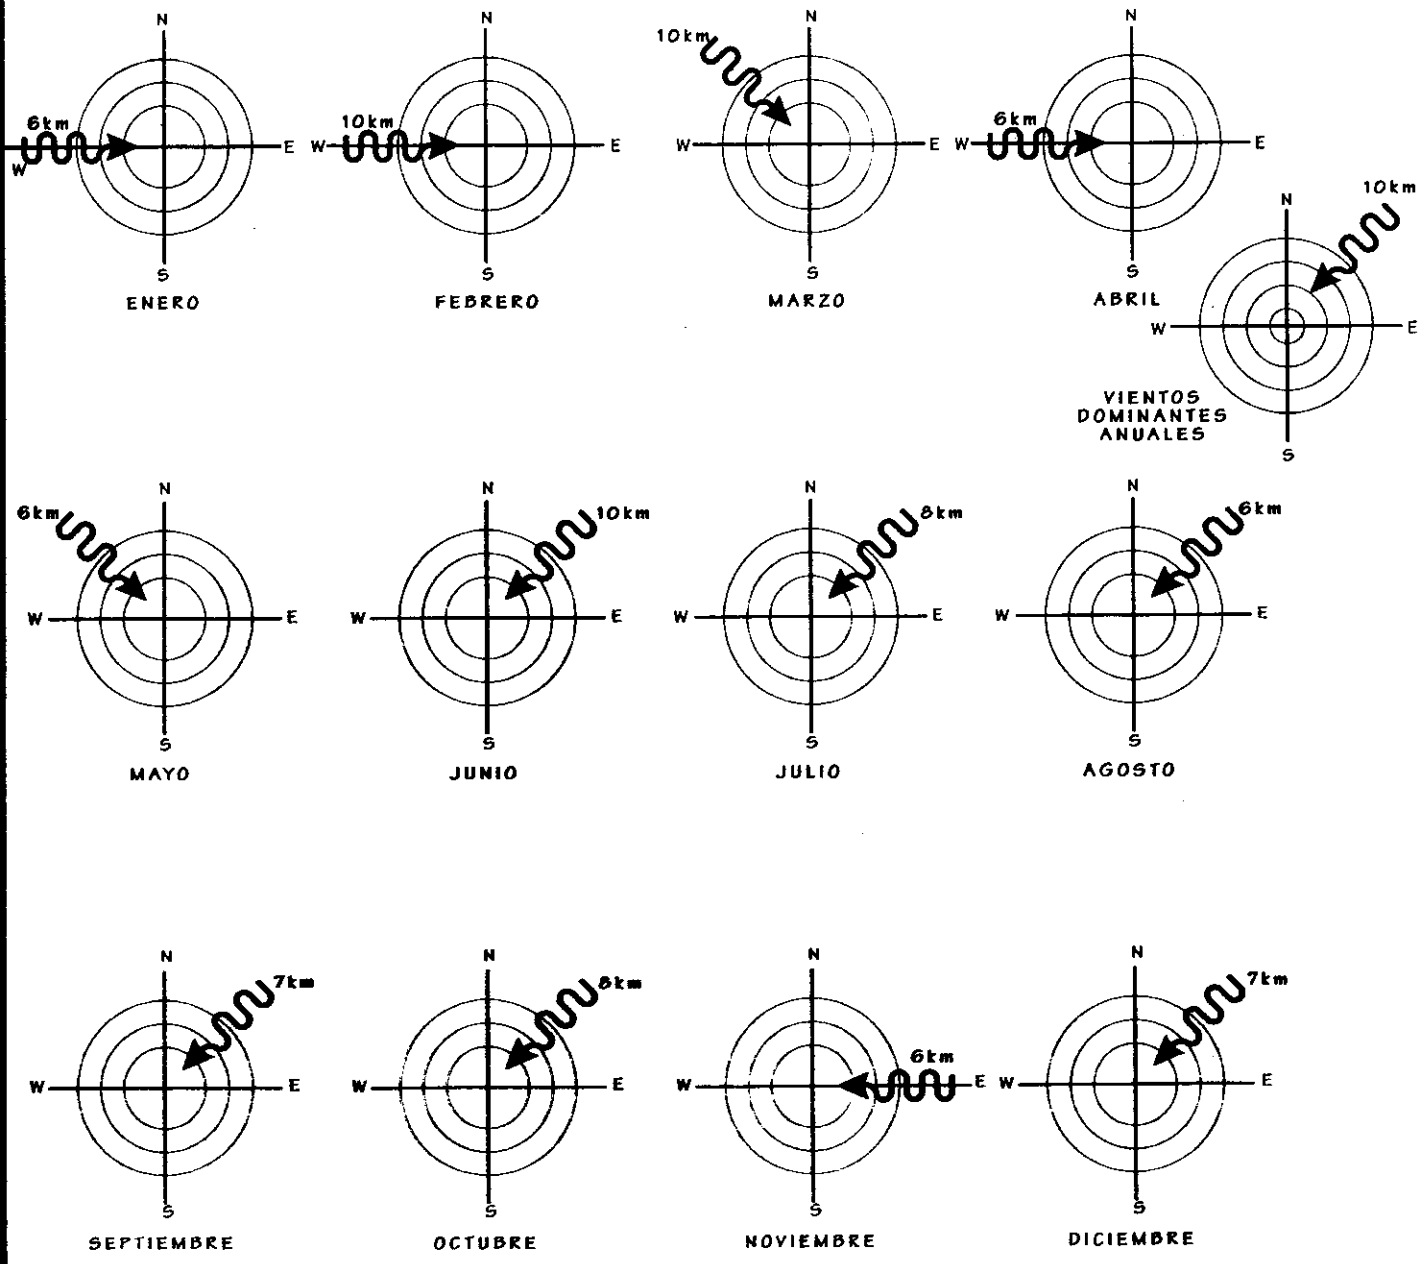 N
6km
W
E
S
ENERO
N
10km
W
E
S
FEBRERO
N
10km
W
E
S
MARZO
N
6km
W
E
S
ABRIL
N
10km
W
E
S
VIENTOS
DOMINANTES
ANUALES
N
6km
W
E
S
MAYO
N
10km
W
E
S
JUNIO
N
8km
W
E
S
JULIO
N
6km
W
E
S
AGOSTO
N
7km
W
E
S
SEPTIEMBRE
N
8km
W
E
S
OCTUBRE
N
6km
W
E
S
NOVIEMBRE
N
7km
W
E
S
DICIEMBRE